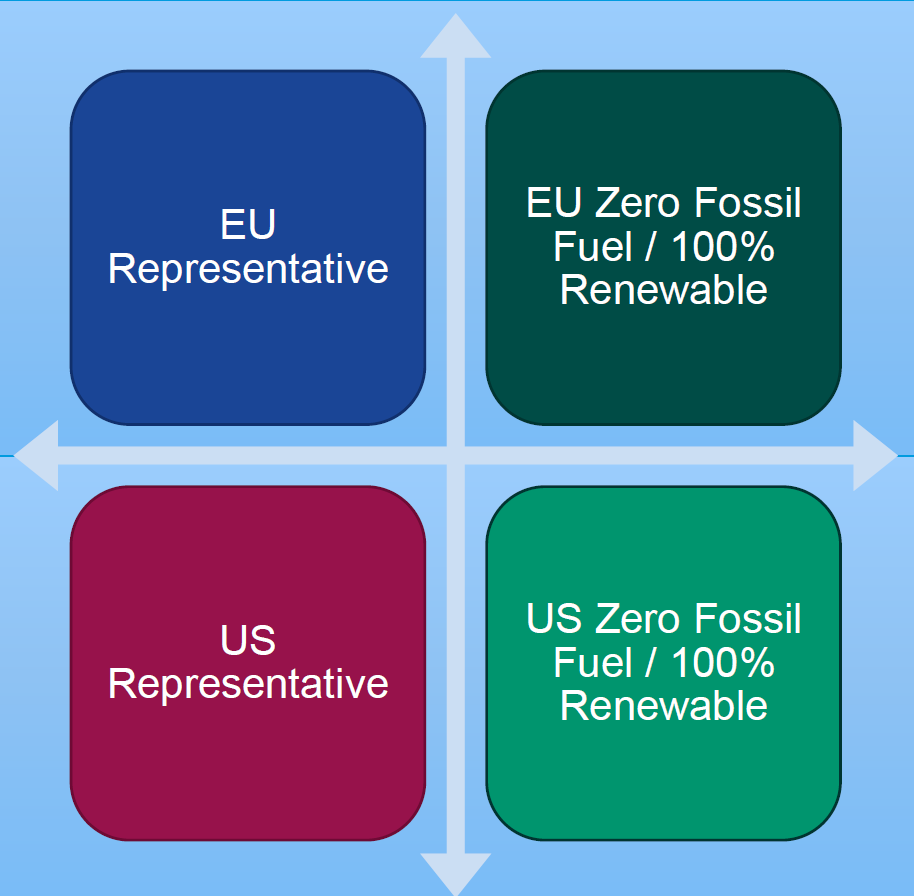 EU
Representative
EU Zero Fossil
Fuel / 100%
Renewable
US
Representative
US Zero Fossil
Fuel / 100%
Renewable